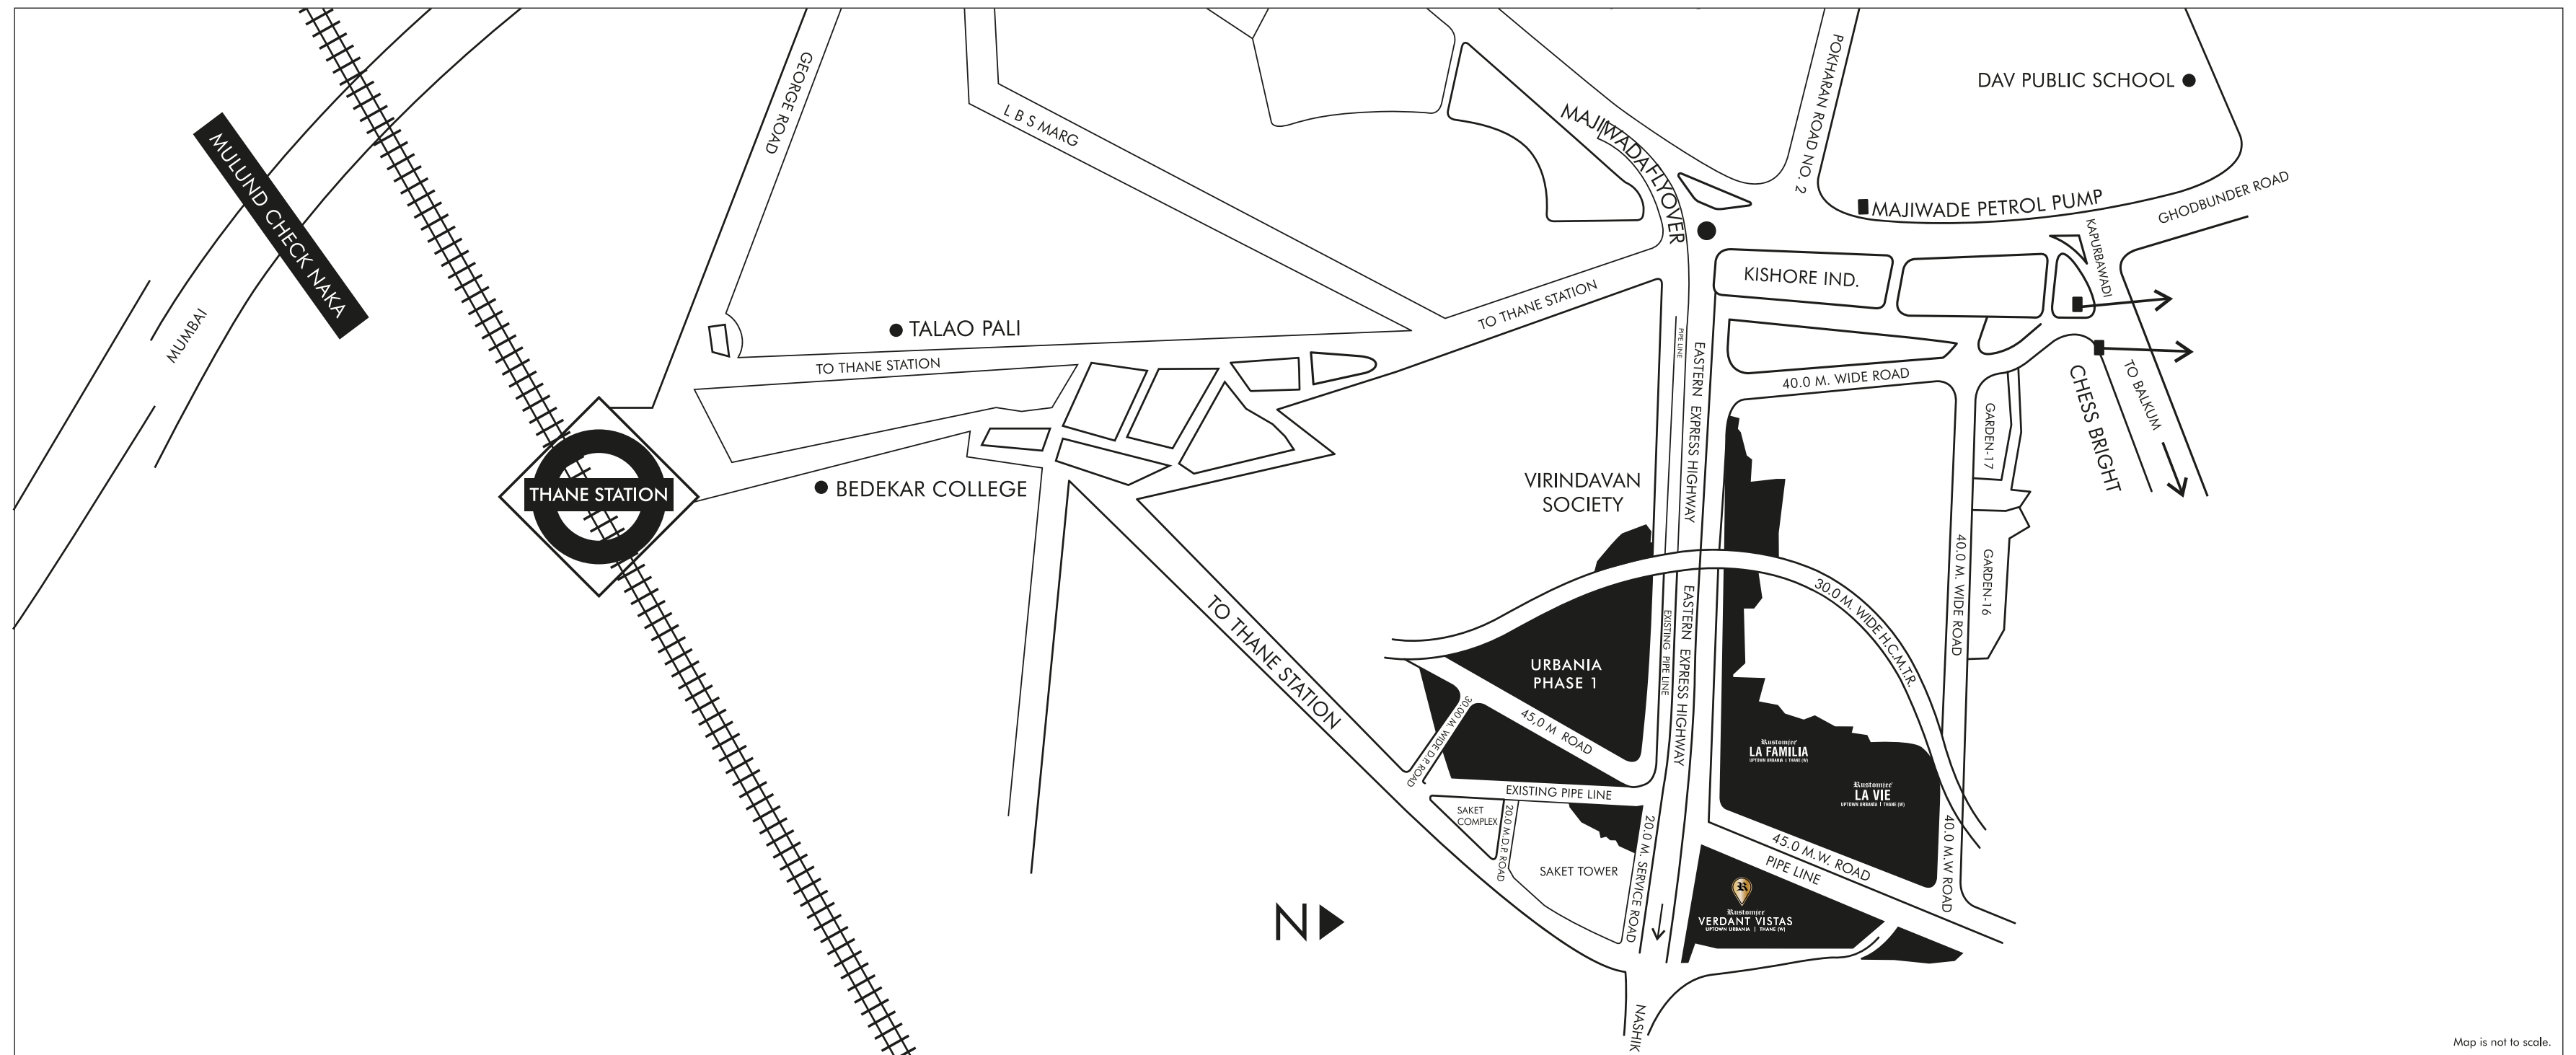 MULUND CHECK NAKA
MUMBAI
GEORGE ROAD
L B S MARG
MAJIWADA FLYOVER
POKHARAN ROAD NO. 2
DAV PUBLIC SCHOOL
MAJIWADE PETROL PUMP
GHODBUNDER ROAD
KAPURBAWADI
KISHORE IND.
TO THANE STATION
TALAO PALI
TO THANE STATION
PIPE LINE
EASTERN EXPRESS HIGHWAY
40.0 M. WIDE ROAD
GARDEN-17
CHESS BRIGHT
TO BALKUM
THANE STATION
BEDEKAR COLLEGE
VIRINDAVAN
SOCIETY
40.0 M. WIDE ROAD
GARDEN-16
30.0 M. WIDE H.C.M.T.R.
TO THANE STATION
URBANIA
PHASE 1
EXISTING PIPE LINE
EASTERN EXPRESS HIGHWAY
30.00 M. WIDE D.P. ROAD
45,0 M ROAD
Rustomjee
LA FAMILIA
UPTOWN URBANIA | THANE (W)
Rustomjee
LA VIE
UPTOWN URBANIA | THANE (W)
EXISTING PIPE LINE
SAKET
COMPLEX
20.0 M.D.P. ROAD
SAKET TOWER
20.0 M. SERVICE ROAD
45.0 M.W. ROAD
PIPE LINE
40.0 M.W ROAD
R
Rustomjee
VERDANT VISTAS
UPTOWN URBANIA | THANE (W)
N
NASHIK
Map is not to scale.